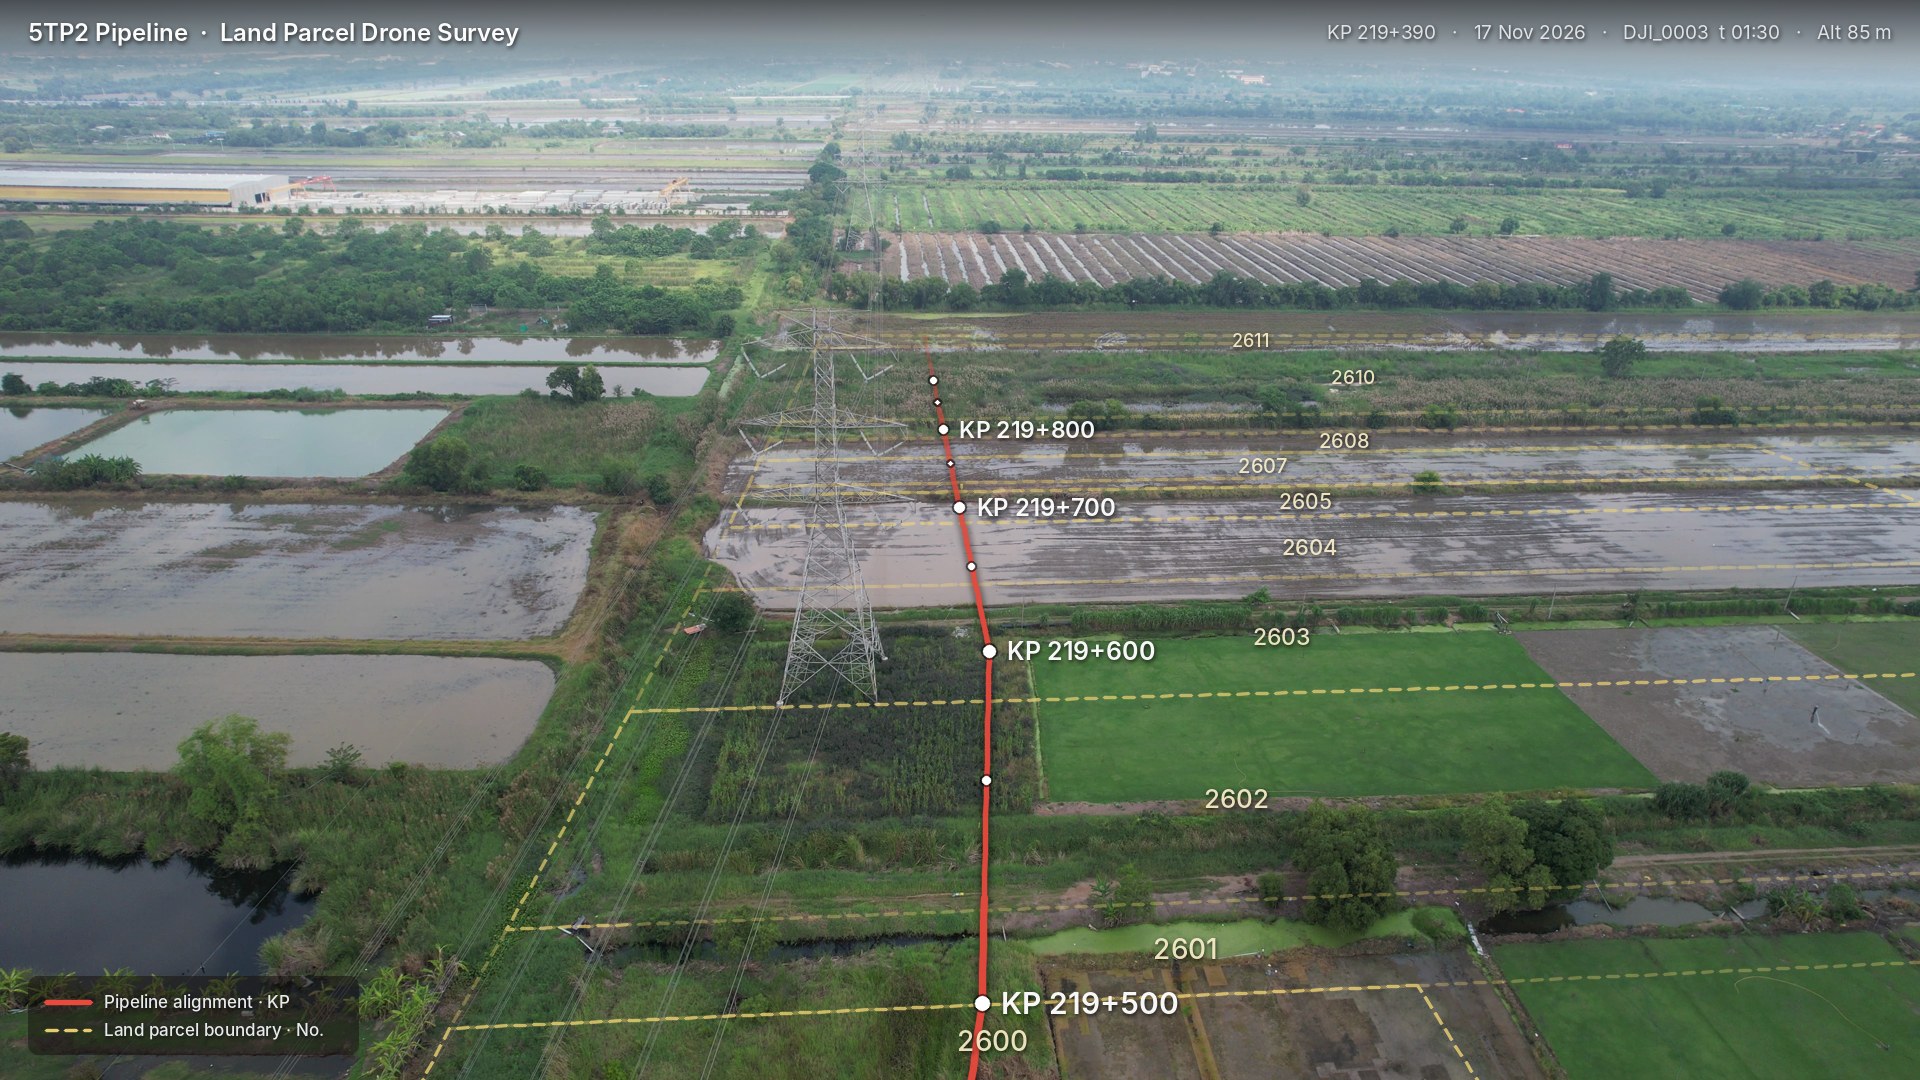 5TP2 Pipeline · Land Parcel Drone Survey
KP 219+390 · 17 Nov 2026 · DJI_0003 t 01:30 · Alt 85 m
2611
2610
KP 219+800
2608
2607
2605
KP 219+700
2604
2603
KP 219+600
2602
2601
KP 219+500
2600
Pipeline alignment · KP
Land parcel boundary · No.